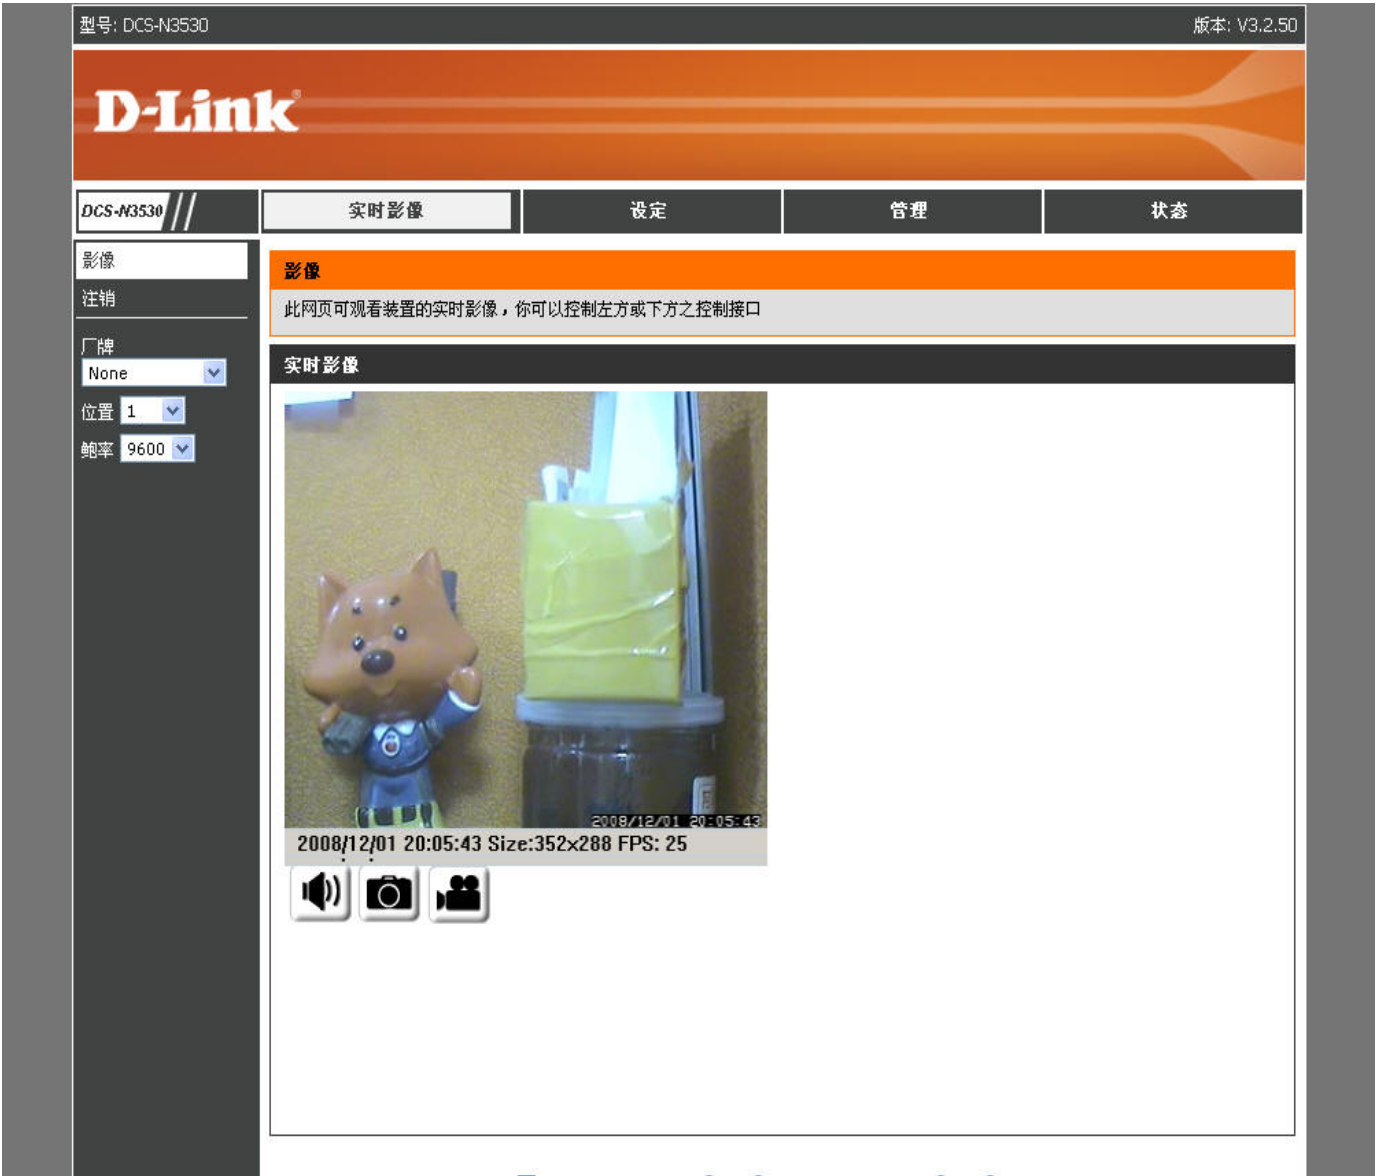 型号: DCS-N3530
版本: V3.2.50
D-Link®
DCS-N3530
实时影像
设定
管理
状态
影像
注销
厂牌
None
位置 1
鲍率 9600
影像
此网页可观看装置的实时影像，你可以控制左方或下方之控制接口
实时影像
2008/12/01 20:05:43
2008/12/01 20:05:43 Size:352x288 FPS: 25